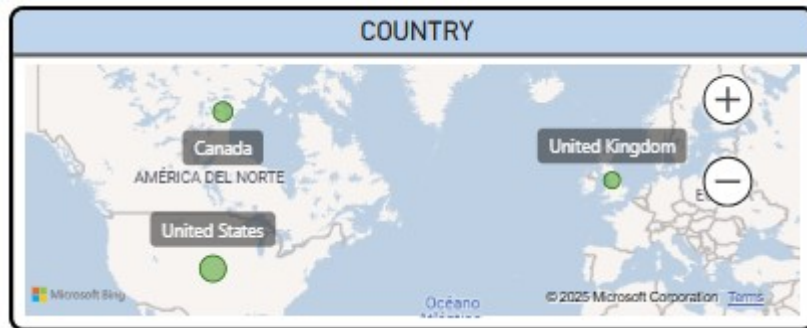 COUNTRY
Canada
United Kingdom
AMÉRICA DEL NORTE
United States
Microsoft Bing
Océano
© 2025 Microsoft Corporation Terms